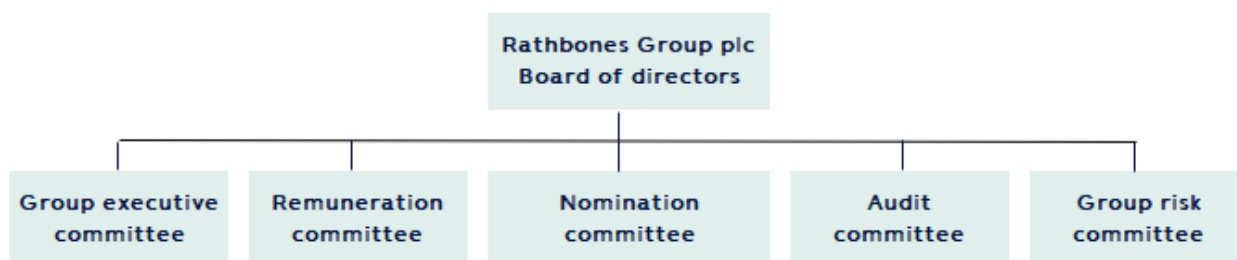 Rathbones Group plc
Board of directors
Group executive
committee
Remuneration
committee
Nomination
committee
Audit
committee
Group risk
committee